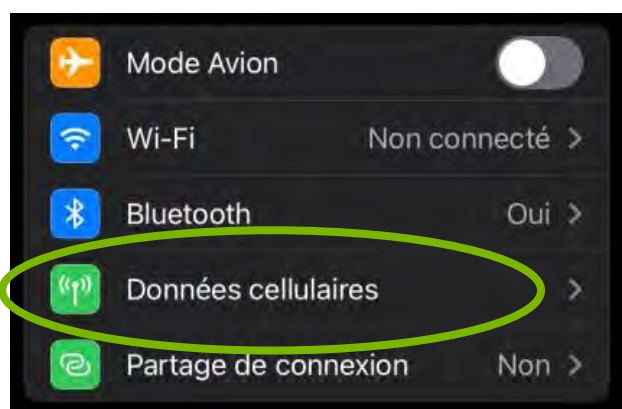 Mode Avion
Wi-Fi Non connecté
Bluetooth Oui
Données cellulaires
Partage de connexion Non